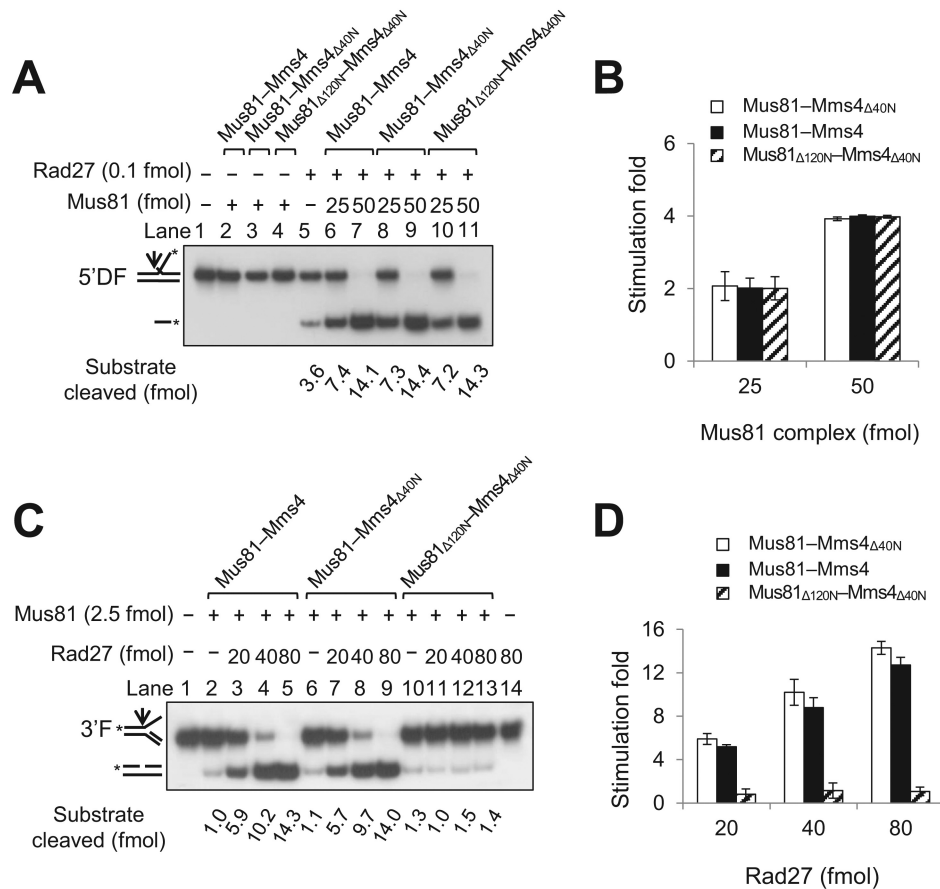 A
Mus81–Mms4
Mus81–Mms4Δ40N
Mus81Δ120N–Mms4Δ40N
Mus81–Mms4
Mus81–Mms4Δ40N
Mus81Δ120N–Mms4Δ40N
Rad27 (0.1 fmol) – – – – + + + + + + +
Mus81 (fmol) – + + + – 25 50 25 50 25 50
Lane 1 2 3 4 5 6 7 8 9 10 11
5'DF
*
*
Substrate
cleaved (fmol)
3.6 7.4 14.1 7.3 14.4 7.2 14.3
B
Mus81–Mms4Δ40N
Mus81–Mms4
Mus81Δ120N–Mms4Δ40N
Stimulation fold
6
4
2
0
25 50
Mus81 complex (fmol)
C
Mus81–Mms4
Mus81–Mms4Δ40N
Mus81Δ120N–Mms4Δ40N
Mus81 (2.5 fmol) – + + + + + + + + + + + + –
Rad27 (fmol) – – 20 40 80 – 20 40 80 – 20 40 80 80
Lane 1 2 3 4 5 6 7 8 9 10 11 12 13 14
3'F *
*
Substrate
cleaved (fmol)
1.0 5.9 10.2 14.3 1.1 5.7 9.7 14.0 1.3 1.0 1.5 1.4
D
Mus81–Mms4Δ40N
Mus81–Mms4
Mus81Δ120N–Mms4Δ40N
Stimulation fold
16
12
8
4
0
20 40 80
Rad27 (fmol)